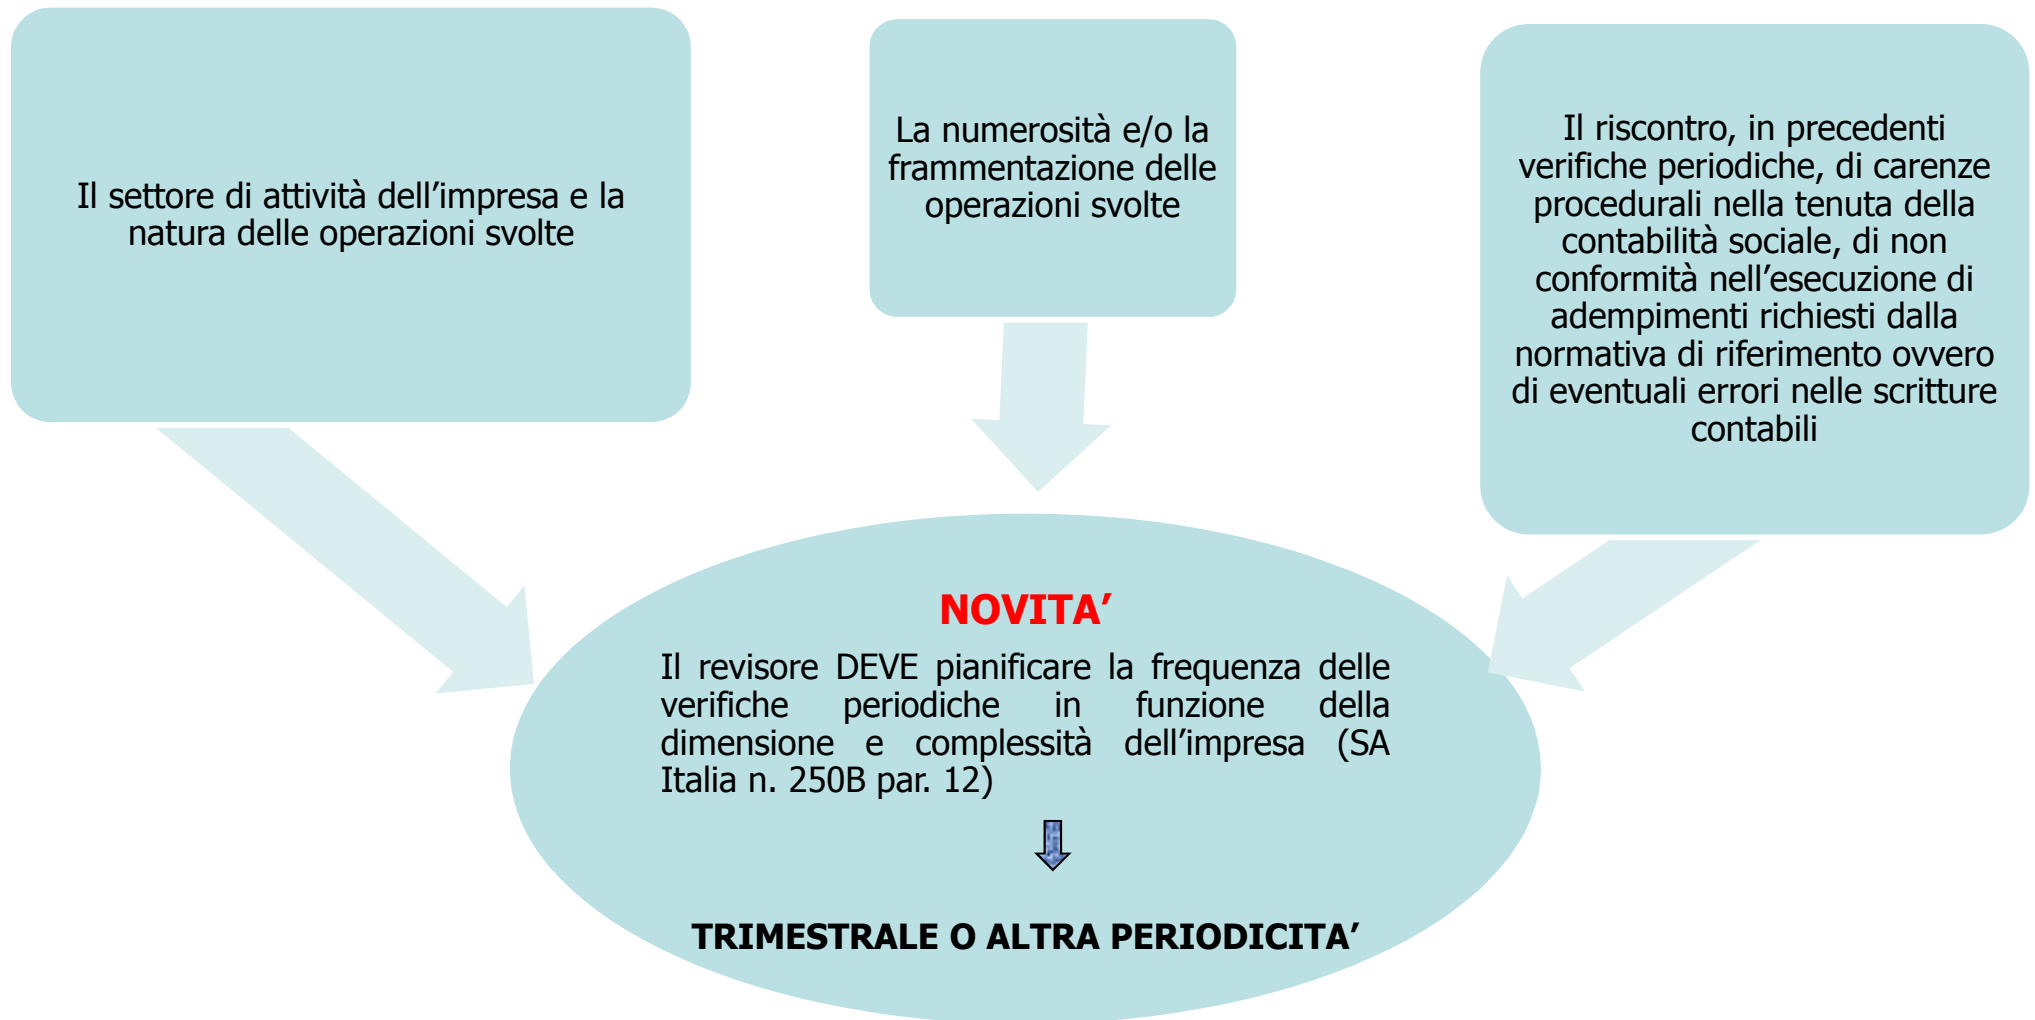 Il settore di attività dell’impresa e la
natura delle operazioni svolte
La numerosità e/o la
frammentazione delle
operazioni svolte
Il riscontro, in precedenti
verifiche periodiche, di carenze
procedurali nella tenuta della
contabilità sociale, di non
conformità nell’esecuzione di
adempimenti richiesti dalla
normativa di riferimento ovvero
di eventuali errori nelle scritture
contabili
NOVITA’
Il revisore DEVE pianificare la frequenza delle
verifiche periodiche in funzione della
dimensione e complessità dell’impresa (SA
Italia n. 250B par. 12)
TRIMESTRALE O ALTRA PERIODICITA’